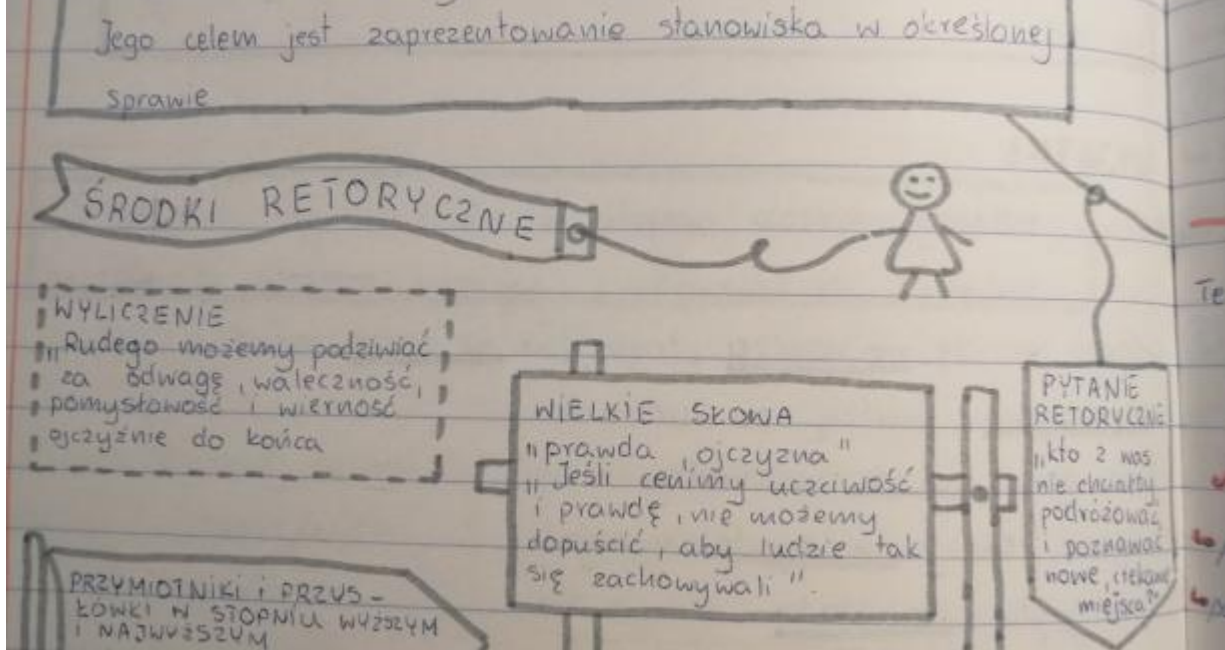 Jego celem jest zaprezentowanie stanowiska w określonej
sprawie
ŚRODKI RETORYCZNE
WYLICZENIE
"Rudego możemy podziwiać
za odwagę, waleczność,
pomysłowość i wierność
ojczyźnie do końca
WIELKIE SŁOWA
"prawda, ojczyzna"
"Jeśli cenimy uczciwość
i prawdę, nie możemy
dopuścić, aby ludzie tak
się zachowywali".
PYTANIE
RETORYCZNE
"kto z nas
nie chciałby
podróżować
i poznawać
nowe, ciekawe
miejsca?"
PRZYMIOTNIKI i PRZYS-
ŁÓWKI W STOPNIU WYŻSZYM
I NAJWYŻSZYM
Te